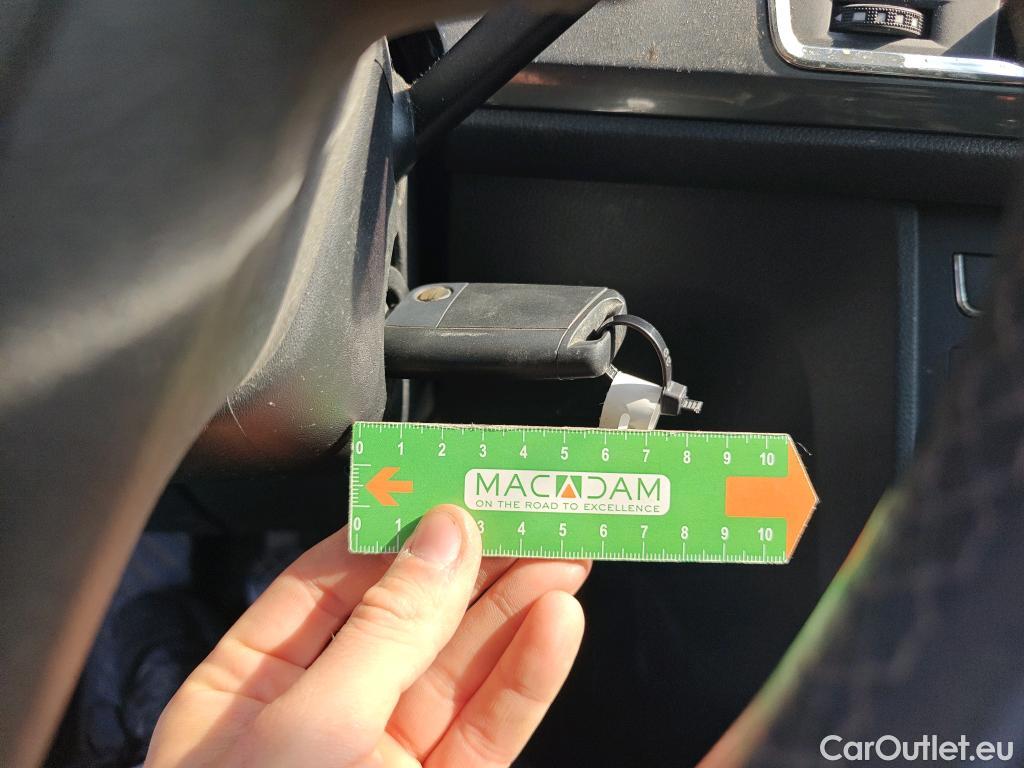 0 1 2 3 4 5 6 7 8 9 10
MACADAM
ON THE ROAD TO EXCELLENCE
0 1 3 4 5 6 7 8 9 10
CarOutlet.eu